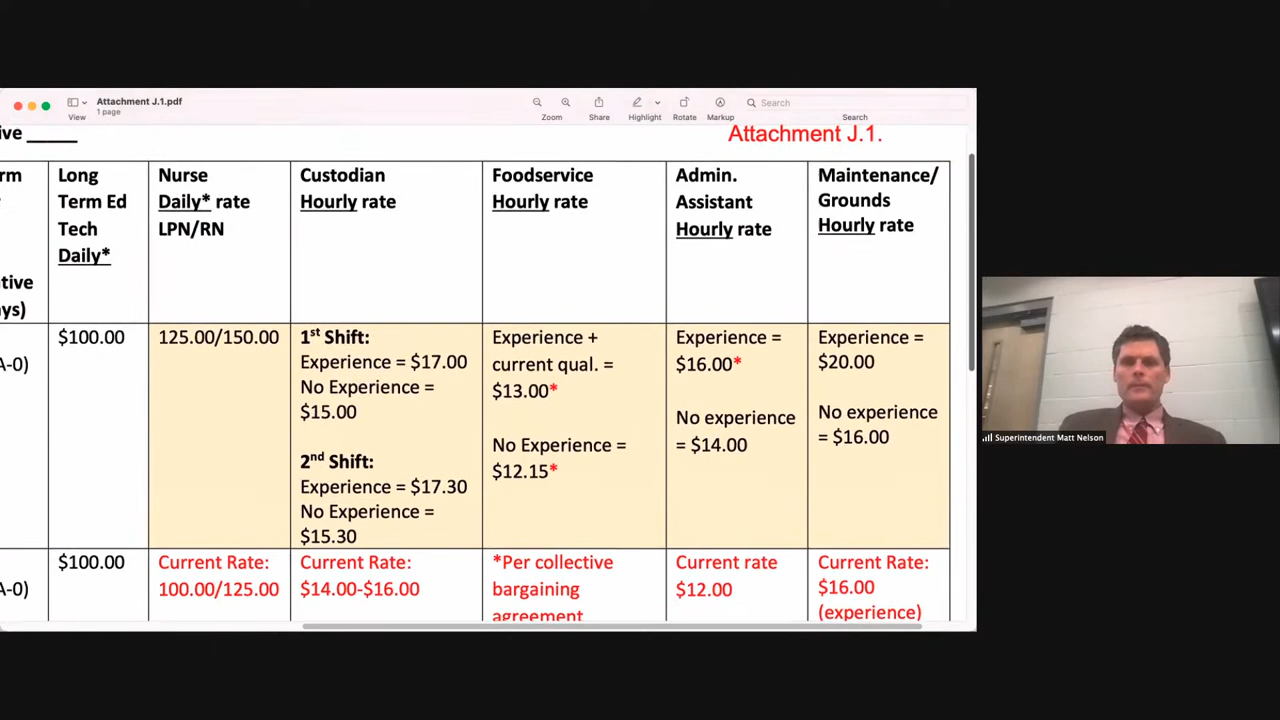 Attachment J.1.pdf
1 page
View
Zoom
Share
Highlight
Rotate
Markup
Search
Search
ive _____
Attachment J.1.
rm
ative
ys)
Long
Term Ed
Tech
Daily*
Nurse
Daily* rate
LPN/RN
Custodian
Hourly rate
Foodservice
Hourly rate
Admin.
Assistant
Hourly rate
Maintenance/
Grounds
Hourly rate
A-0)
$100.00
125.00/150.00
1st Shift:
Experience = $17.00
No Experience =
$15.00
2nd Shift:
Experience = $17.30
No Experience =
$15.30
Experience +
current qual. =
$13.00*
No Experience =
$12.15*
Experience =
$16.00*
No experience
= $14.00
Experience =
$20.00
No experience
= $16.00
A-0)
$100.00
Current Rate:
100.00/125.00
Current Rate:
$14.00-$16.00
*Per collective
bargaining
agreement
Current rate
$12.00
Current Rate:
$16.00
(experience)
Superintendent Matt Nelson